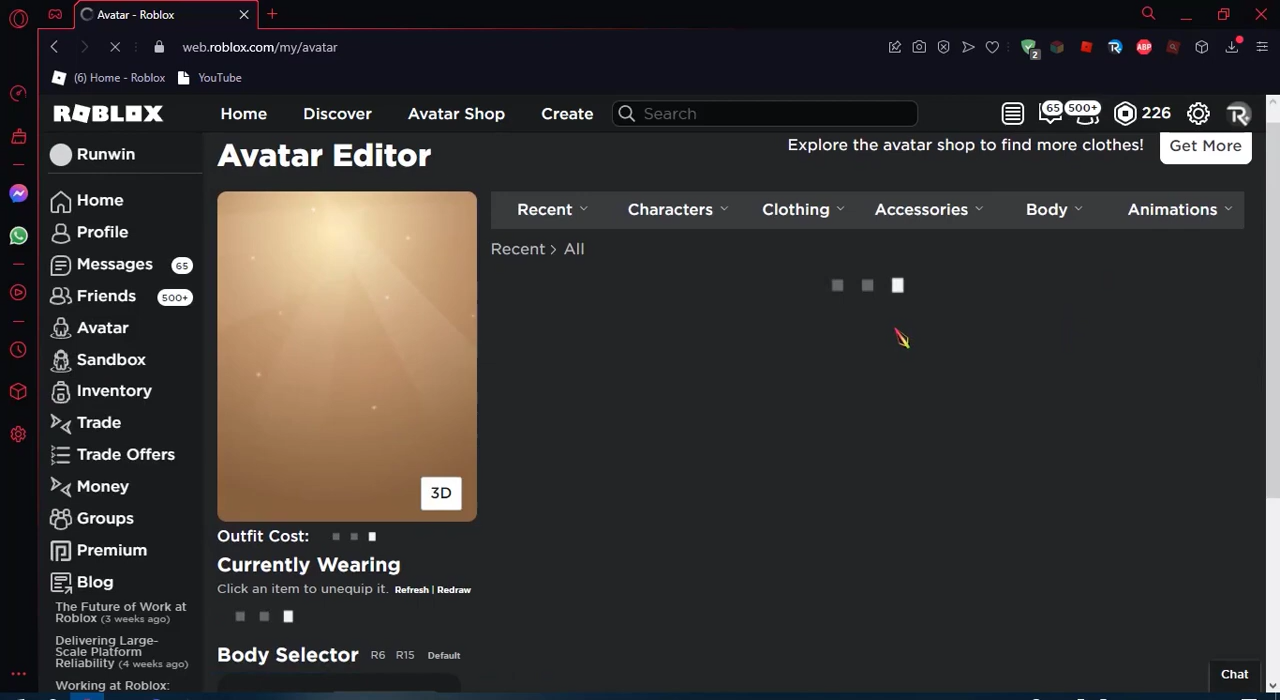 Avatar - Roblox
web.roblox.com/my/avatar
2
ABP
(6) Home - Roblox
YouTube
ROBLOX
Home
Discover
Avatar Shop
Create
Search
65
500+
226
Runwin
Avatar Editor
Explore the avatar shop to find more clothes!
Get More
Home
Profile
Messages
65
Friends
500+
Avatar
Sandbox
Inventory
Trade
Trade Offers
Money
Groups
Premium
Blog
The Future of Work at
Roblox (3 weeks ago)
Delivering Large-
Scale Platform
Reliability (4 weeks ago)
Working at Roblox:
Recent
Characters
Clothing
Accessories
Body
Animations
Recent > All
3D
Outfit Cost:
Currently Wearing
Click an item to unequip it. Refresh | Redraw
Body Selector R6 R15 Default
Chat